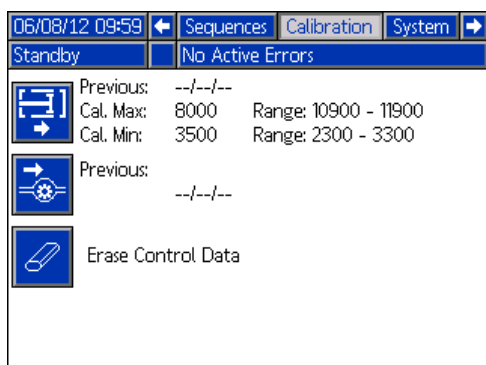 06/08/12 09:59 Sequences Calibration System
Standby No Active Errors
Previous: --/--/--
Cal. Max: 8000 Range: 10900 - 11900
Cal. Min: 3500 Range: 2300 - 3300
Previous:
--/--/--
Erase Control Data